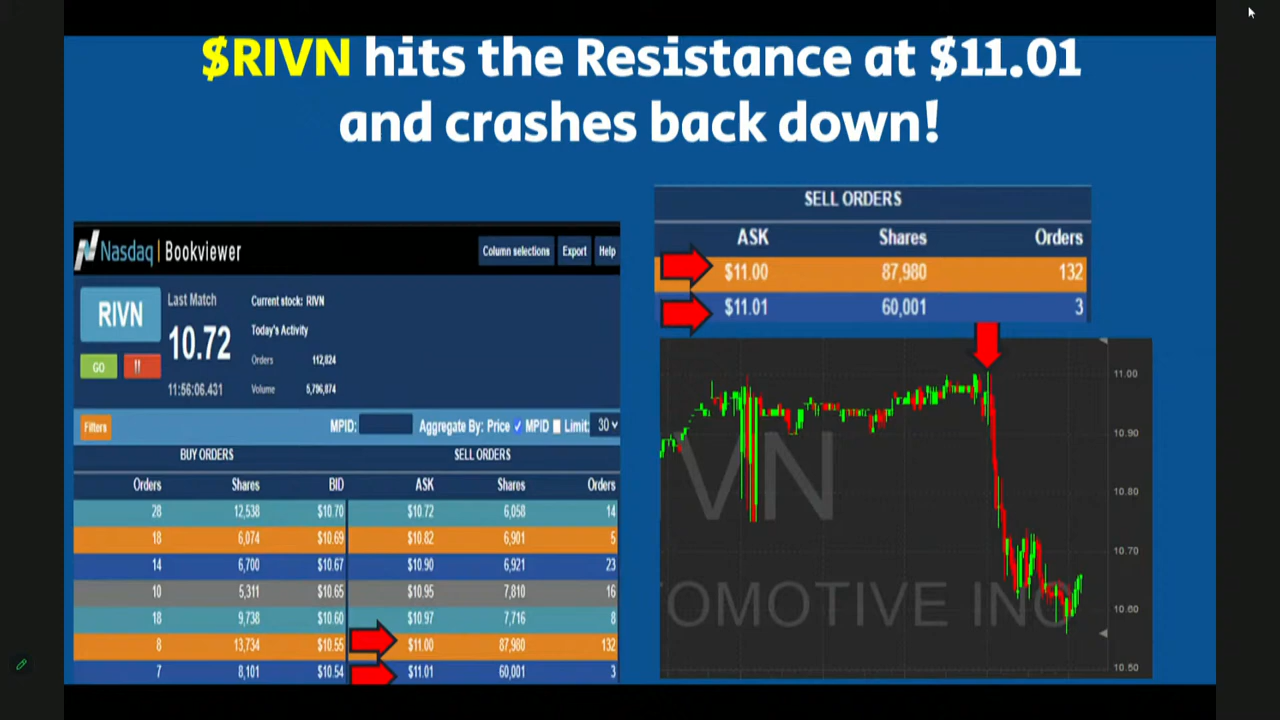 $RIVN hits the Resistance at $11.01
and crashes back down!
Nasdaq | Bookviewer
Column selections Export Help
RIVN
Last Match
10.72
11:56:06.431
GO !!
Current stock: RIVN
Today's Activity
Orders 112,824
Volume 5,796,874
Filters MPID: Aggregate By: Price ✓ MPID Limit: 30
BUY ORDERS SELL ORDERS
Orders Shares BID ASK Shares Orders
28 12,538 $10.70 $10.72 6,058 14
18 6,074 $10.69 $10.82 6,901 5
14 6,700 $10.67 $10.90 6,921 23
10 5,311 $10.65 $10.95 7,810 16
18 9,738 $10.60 $10.97 7,716 8
8 13,734 $10.55 $11.00 87,980 132
7 8,101 $10.54 $11.01 60,001 3
SELL ORDERS
ASK Shares Orders
$11.00 87,980 132
$11.01 60,001 3
11.00
10.90
10.80
10.70
10.60
10.50
VN
OMOTIVE INC